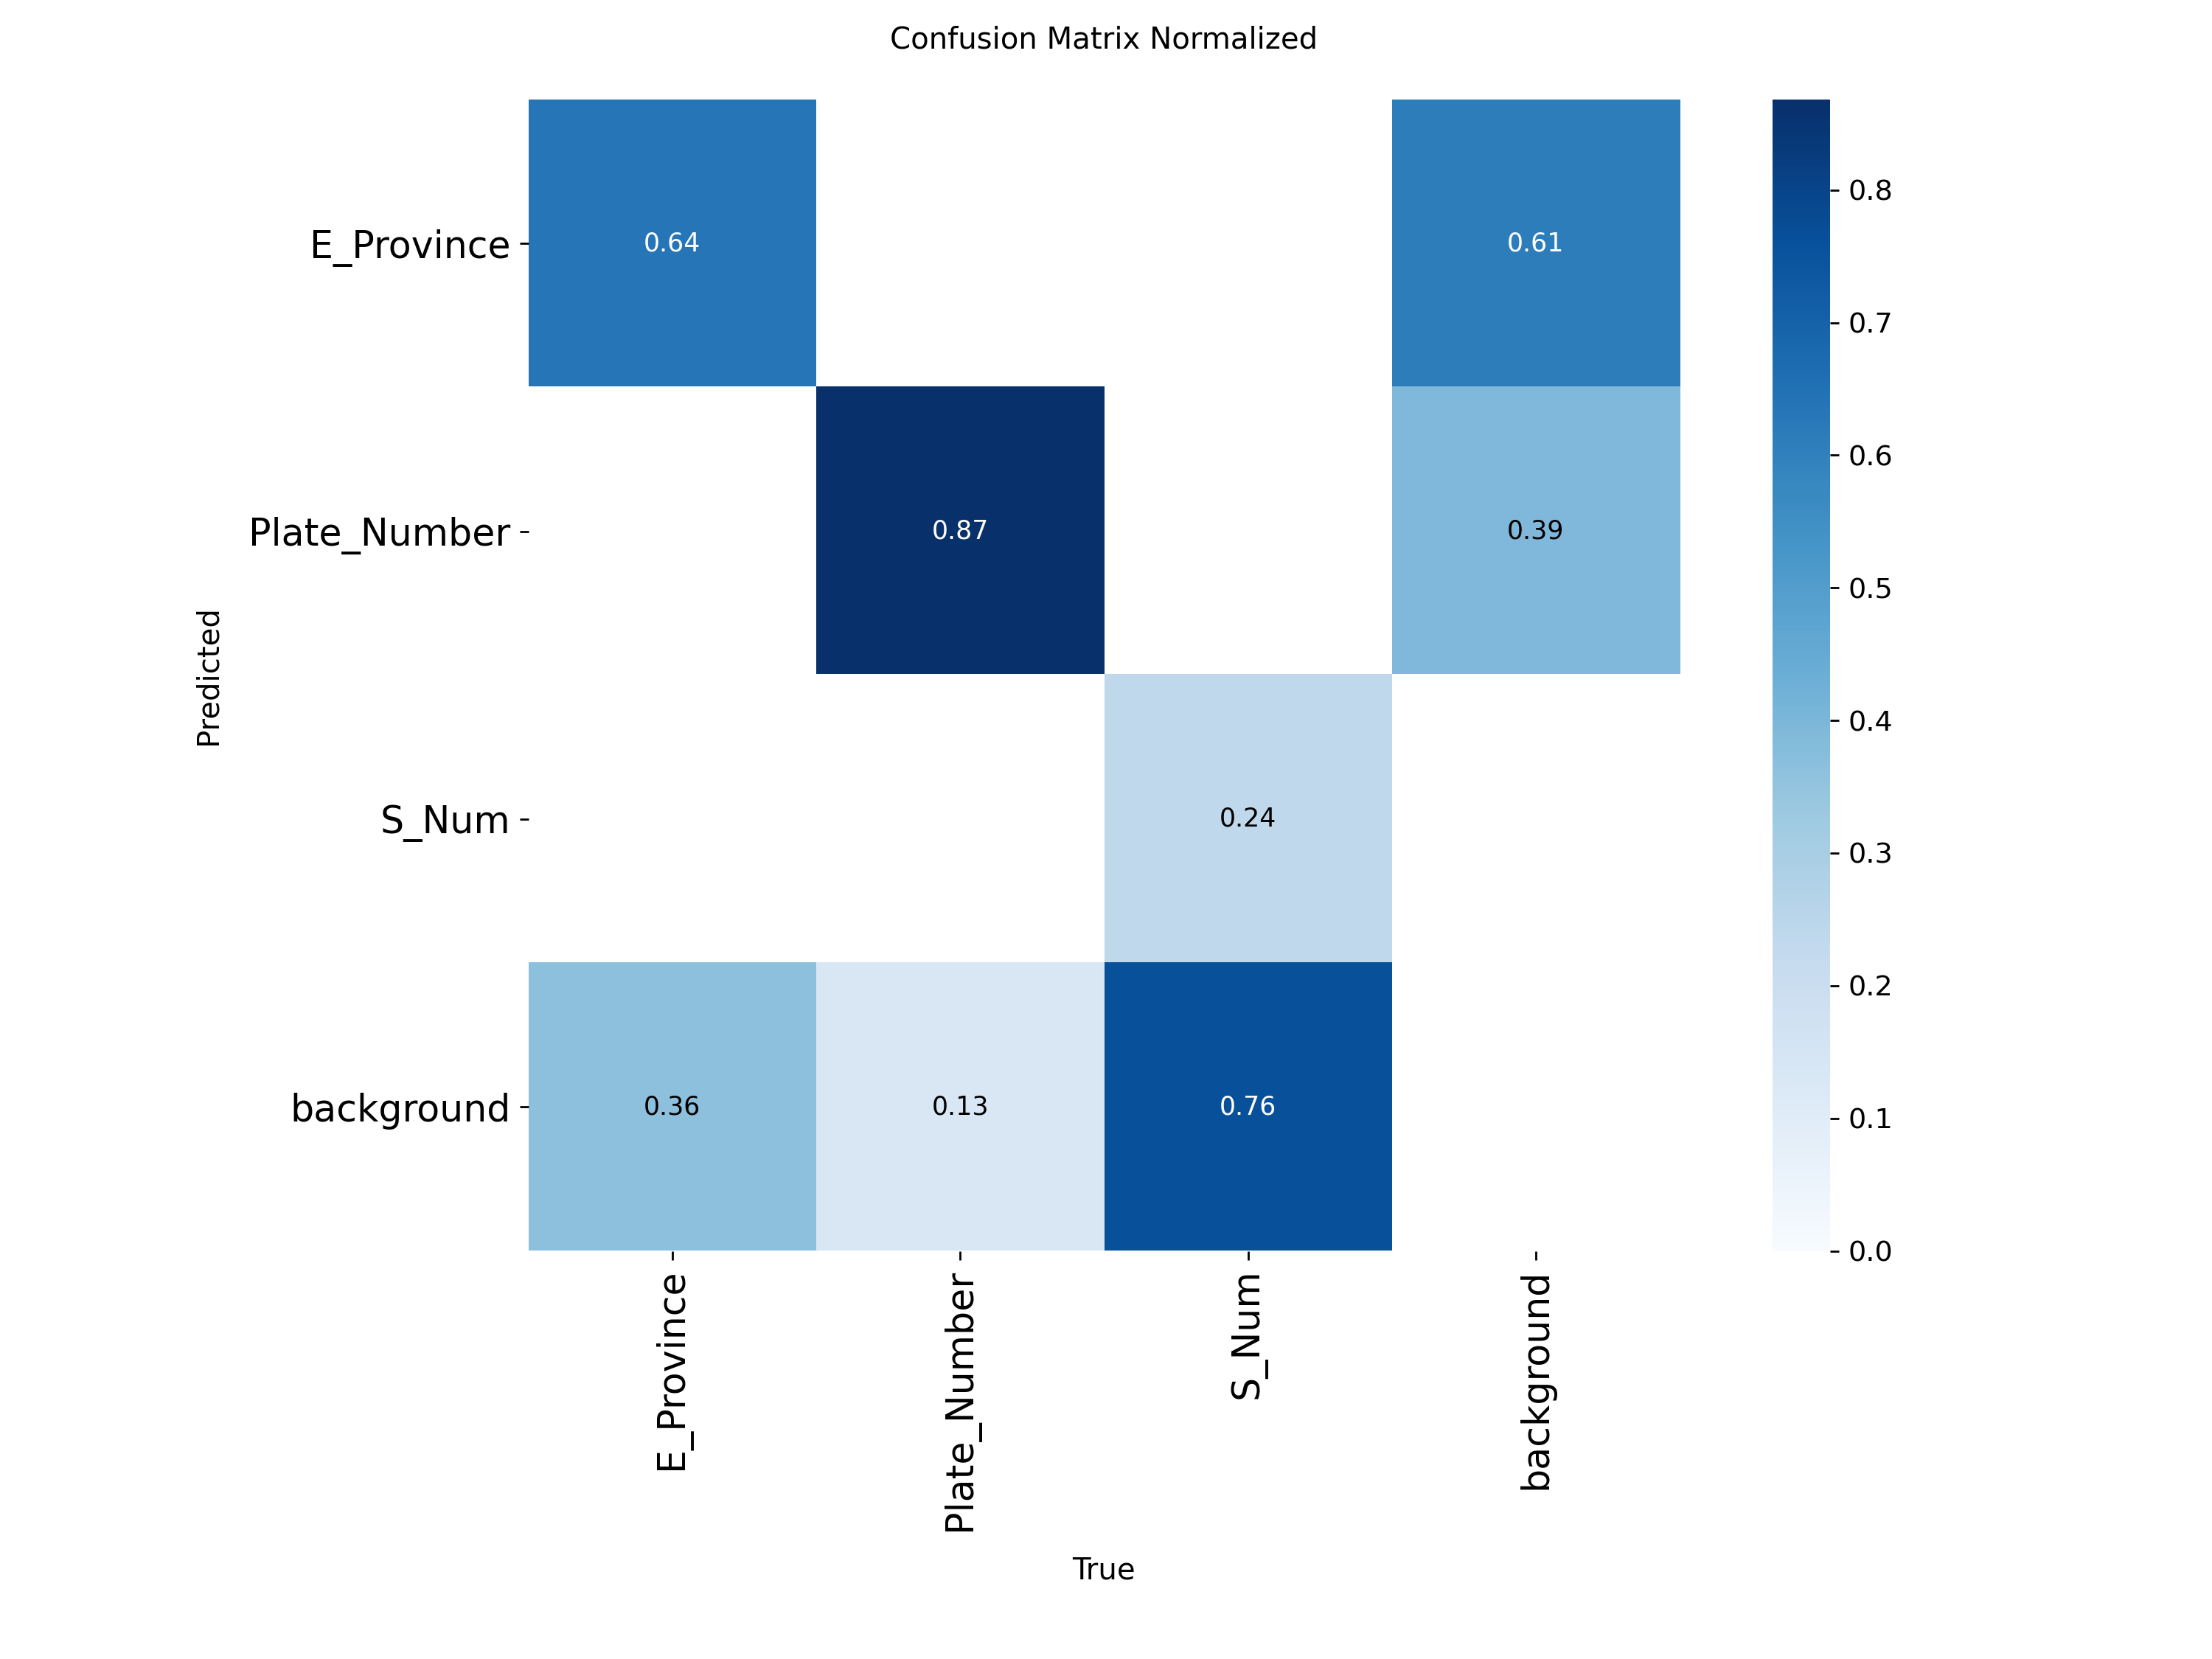 Confusion Matrix Normalized
E_Province
0.64
0.61
Plate_Number
0.87
0.39
S_Num
0.24
background
0.36
0.13
0.76
E_Province
Plate_Number
S_Num
background
Predicted
True
0.8
0.7
0.6
0.5
0.4
0.3
0.2
0.1
0.0